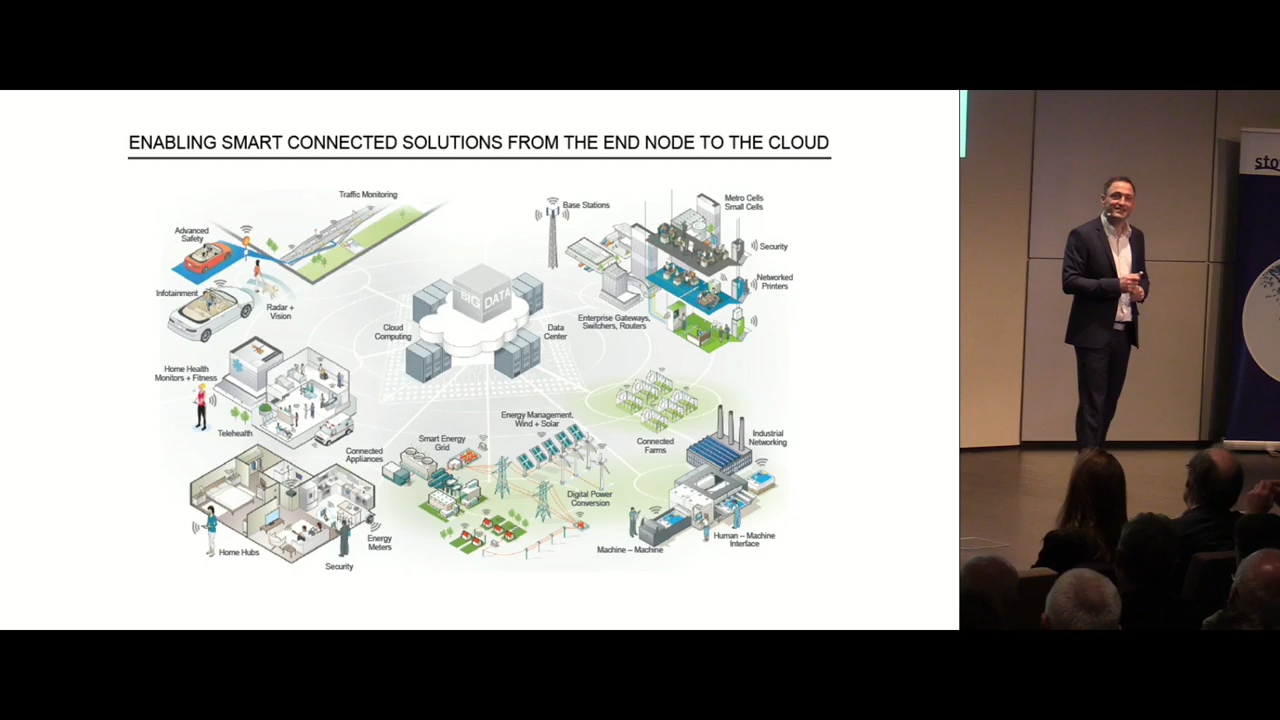 ENABLING SMART CONNECTED SOLUTIONS FROM THE END NODE TO THE CLOUD
Traffic Monitoring
Advanced
Safety
Infotainment
Radar +
Vision
Base Stations
Metro Cells
Small Cells
Security
Networked
Printers
Enterprise Gateways,
Switchers, Routers
BIG DATA
Cloud
Computing
Data
Center
Home Health
Monitors + Fitness
Telehealth
Connected
Appliances
Smart Energy
Grid
Energy Management,
Wind + Solar
Connected
Farms
Industrial
Networking
Digital Power
Conversion
Home Hubs
Security
Energy
Meters
Machine – Machine
Human – Machine
Interface
sto